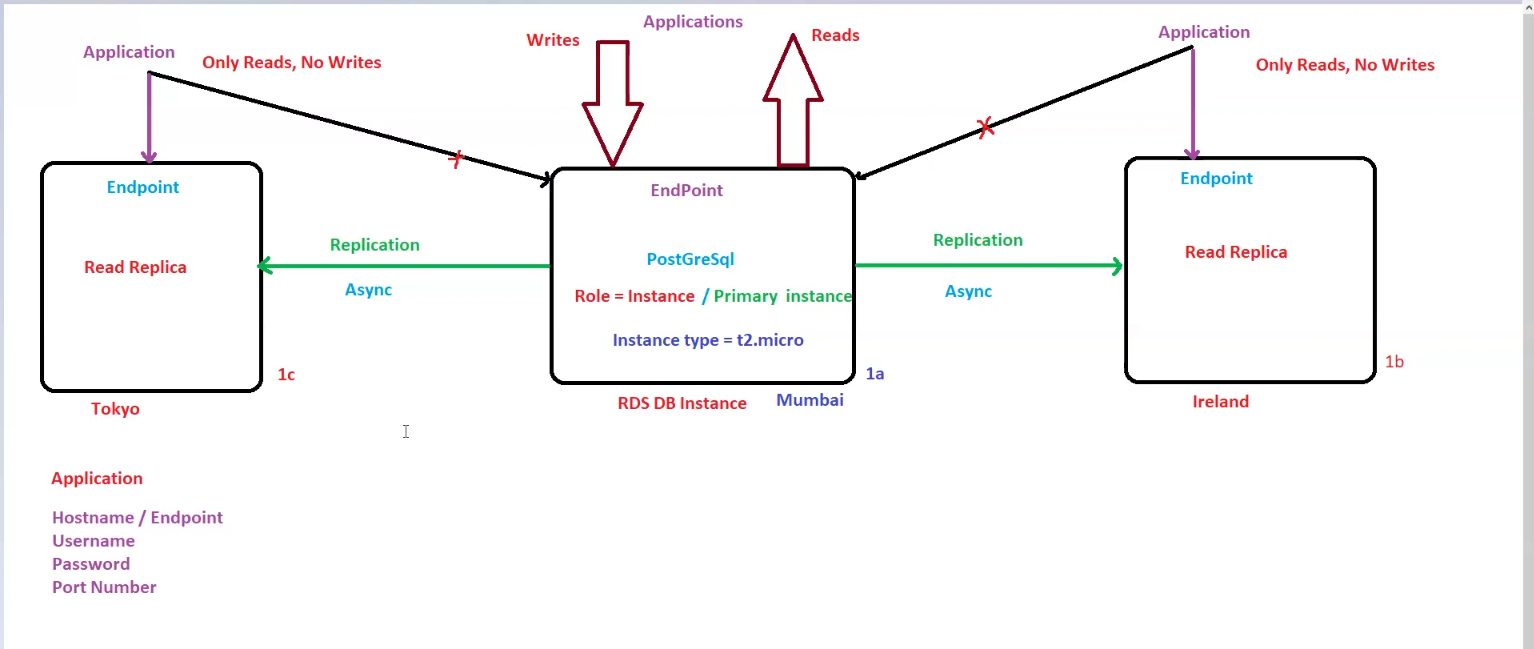 Applications
Writes
Reads
Application
Only Reads, No Writes
Application
Only Reads, No Writes
Endpoint
Read Replica
1c
Tokyo
Replication
Async
EndPoint
PostGreSql
Role = Instance / Primary instance
Instance type = t2.micro
1a
RDS DB Instance
Mumbai
Replication
Async
Endpoint
Read Replica
1b
Ireland
Application
Hostname / Endpoint
Username
Password
Port Number